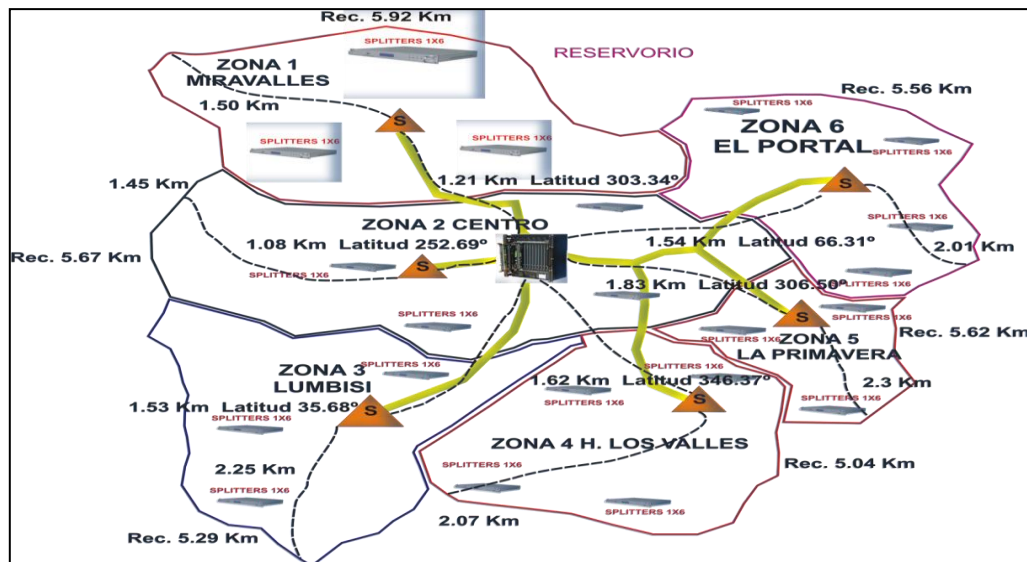 Rec. 5.92 Km
SPLITTERS 1X6
RESERVORIO
ZONA 1
MIRAVALLES
1.50 Km
S
SPLITTERS 1X6
SPLITTERS 1X6
Rec. 5.56 Km
SPLITTERS 1X6
ZONA 6
EL PORTAL
SPLITTERS 1X6
S
1.45 Km
1.21 Km Latitud 303.34º
SPLITTERS 1X6
ZONA 2 CENTRO
SPLITTERS 1X6
2.01 Km
1.08 Km Latitud 252.69º
1.54 Km Latitud 66.31º
Rec. 5.67 Km
SPLITTERS 1X6
S
SPLITTERS 1X6
1.83 Km Latitud 306.50º
SPLITTERS 1X6
S
SPLITTERS 1X6
Rec. 5.62 Km
SPLITTERS 1X6
SPLITTERS 1X6
ZONA 5
LA PRIMAVERA
ZONA 3
LUMBISI
SPLITTERS 1X6
SPLITTERS 1X6
1.62 Km Latitud 346.37º
2.3 Km
SPLITTERS 1X6
S
S
SPLITTERS 1X6
1.53 Km Latitud 35.68º
SPLITTERS 1X6
ZONA 4 H. LOS VALLES
2.25 Km
SPLITTERS 1X6
Rec. 5.04 Km
SPLITTERS 1X6
SPLITTERS 1X6
2.07 Km
Rec. 5.29 Km